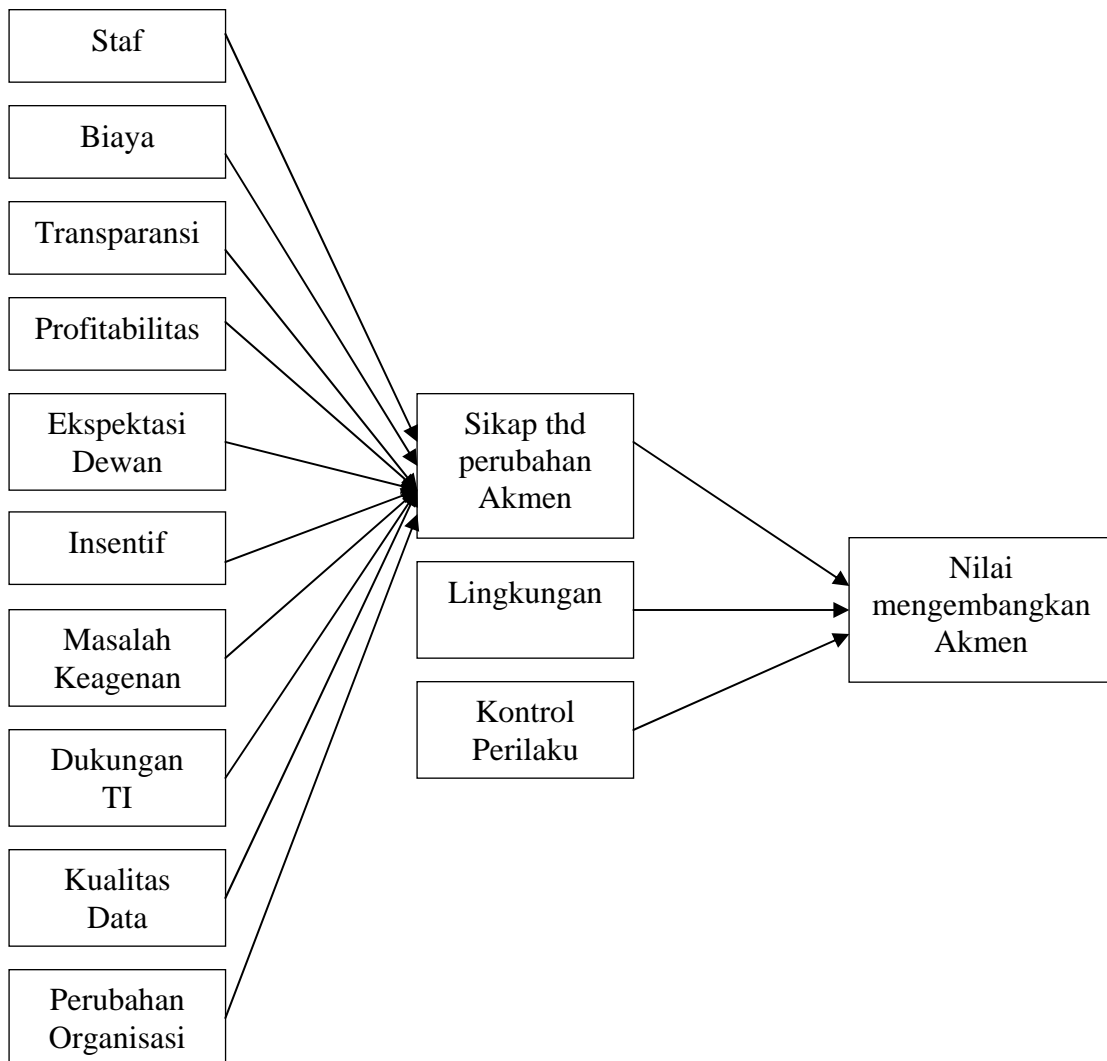 Staf
Biaya
Transparansi
Profitabilitas
Ekspektasi
Dewan
Insentif
Masalah
Keagenan
Dukungan
TI
Kualitas
Data
Perubahan
Organisasi
Sikap thd
perubahan
Akmen
Lingkungan
Kontrol
Perilaku
Nilai
mengembangkan
Akmen